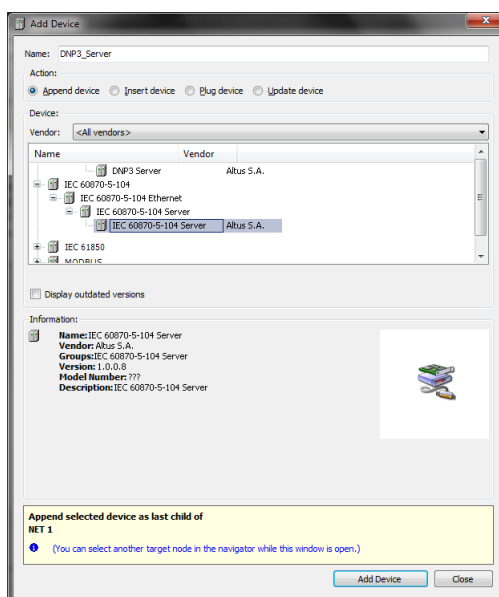 Add Device
Name: DNP3_Server
Action:
Append device Insert device Plug device Update device
Device:
Vendor: <All vendors>
Name Vendor
DNP3 Server Altus S.A.
IEC 60870-5-104
IEC 60870-5-104 Ethernet
IEC 60870-5-104 Server
IEC 60870-5-104 Server Altus S.A.
IEC 61850
MODBUS
Display outdated versions
Information:
Name: IEC 60870-5-104 Server
Vendor: Altus S.A.
Groups: IEC 60870-5-104 Server
Version: 1.0.0.8
Model Number: ???
Description: IEC 60870-5-104 Server
Append selected device as last child of
NET 1
(You can select another target node in the navigator while this window is open.)
Add Device Close